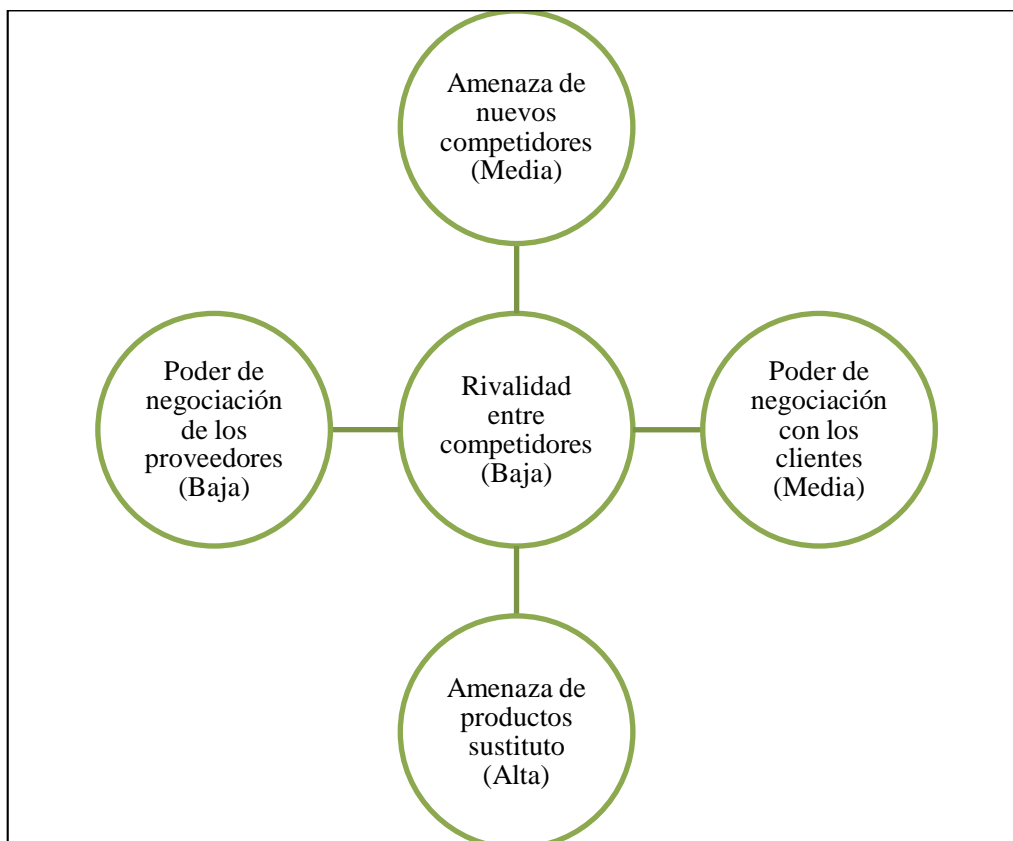 Amenaza de
nuevos
competidores
(Media)
Poder de
negociación
de los
proveedores
(Baja)
Rivalidad
entre
competidores
(Baja)
Poder de
negociación
con los
clientes
(Media)
Amenaza de
productos
sustituto
(Alta)